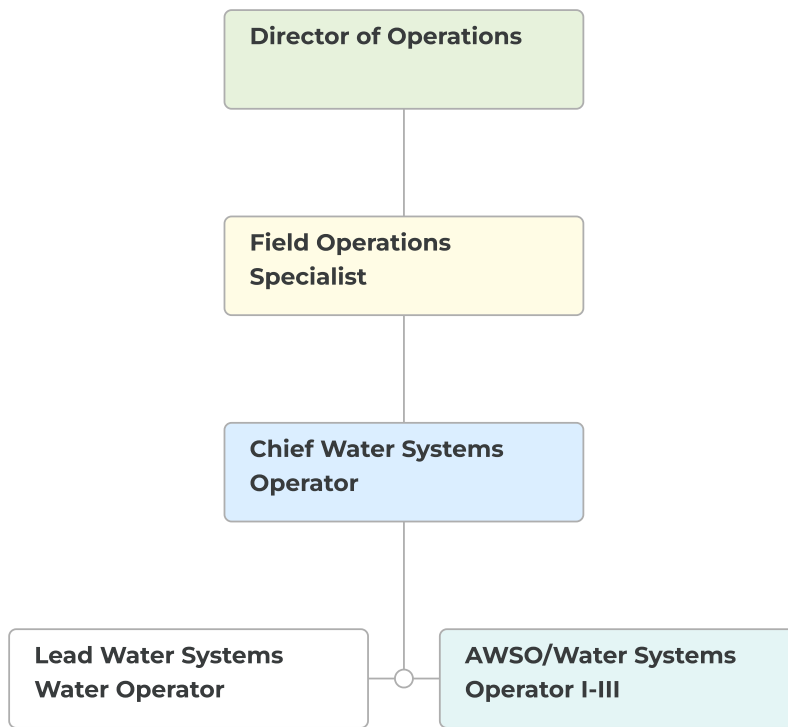 Director of Operations
Field Operations
Specialist
Chief Water Systems
Operator
Lead Water Systems
Water Operator
AWSO/Water Systems
Operator I-III